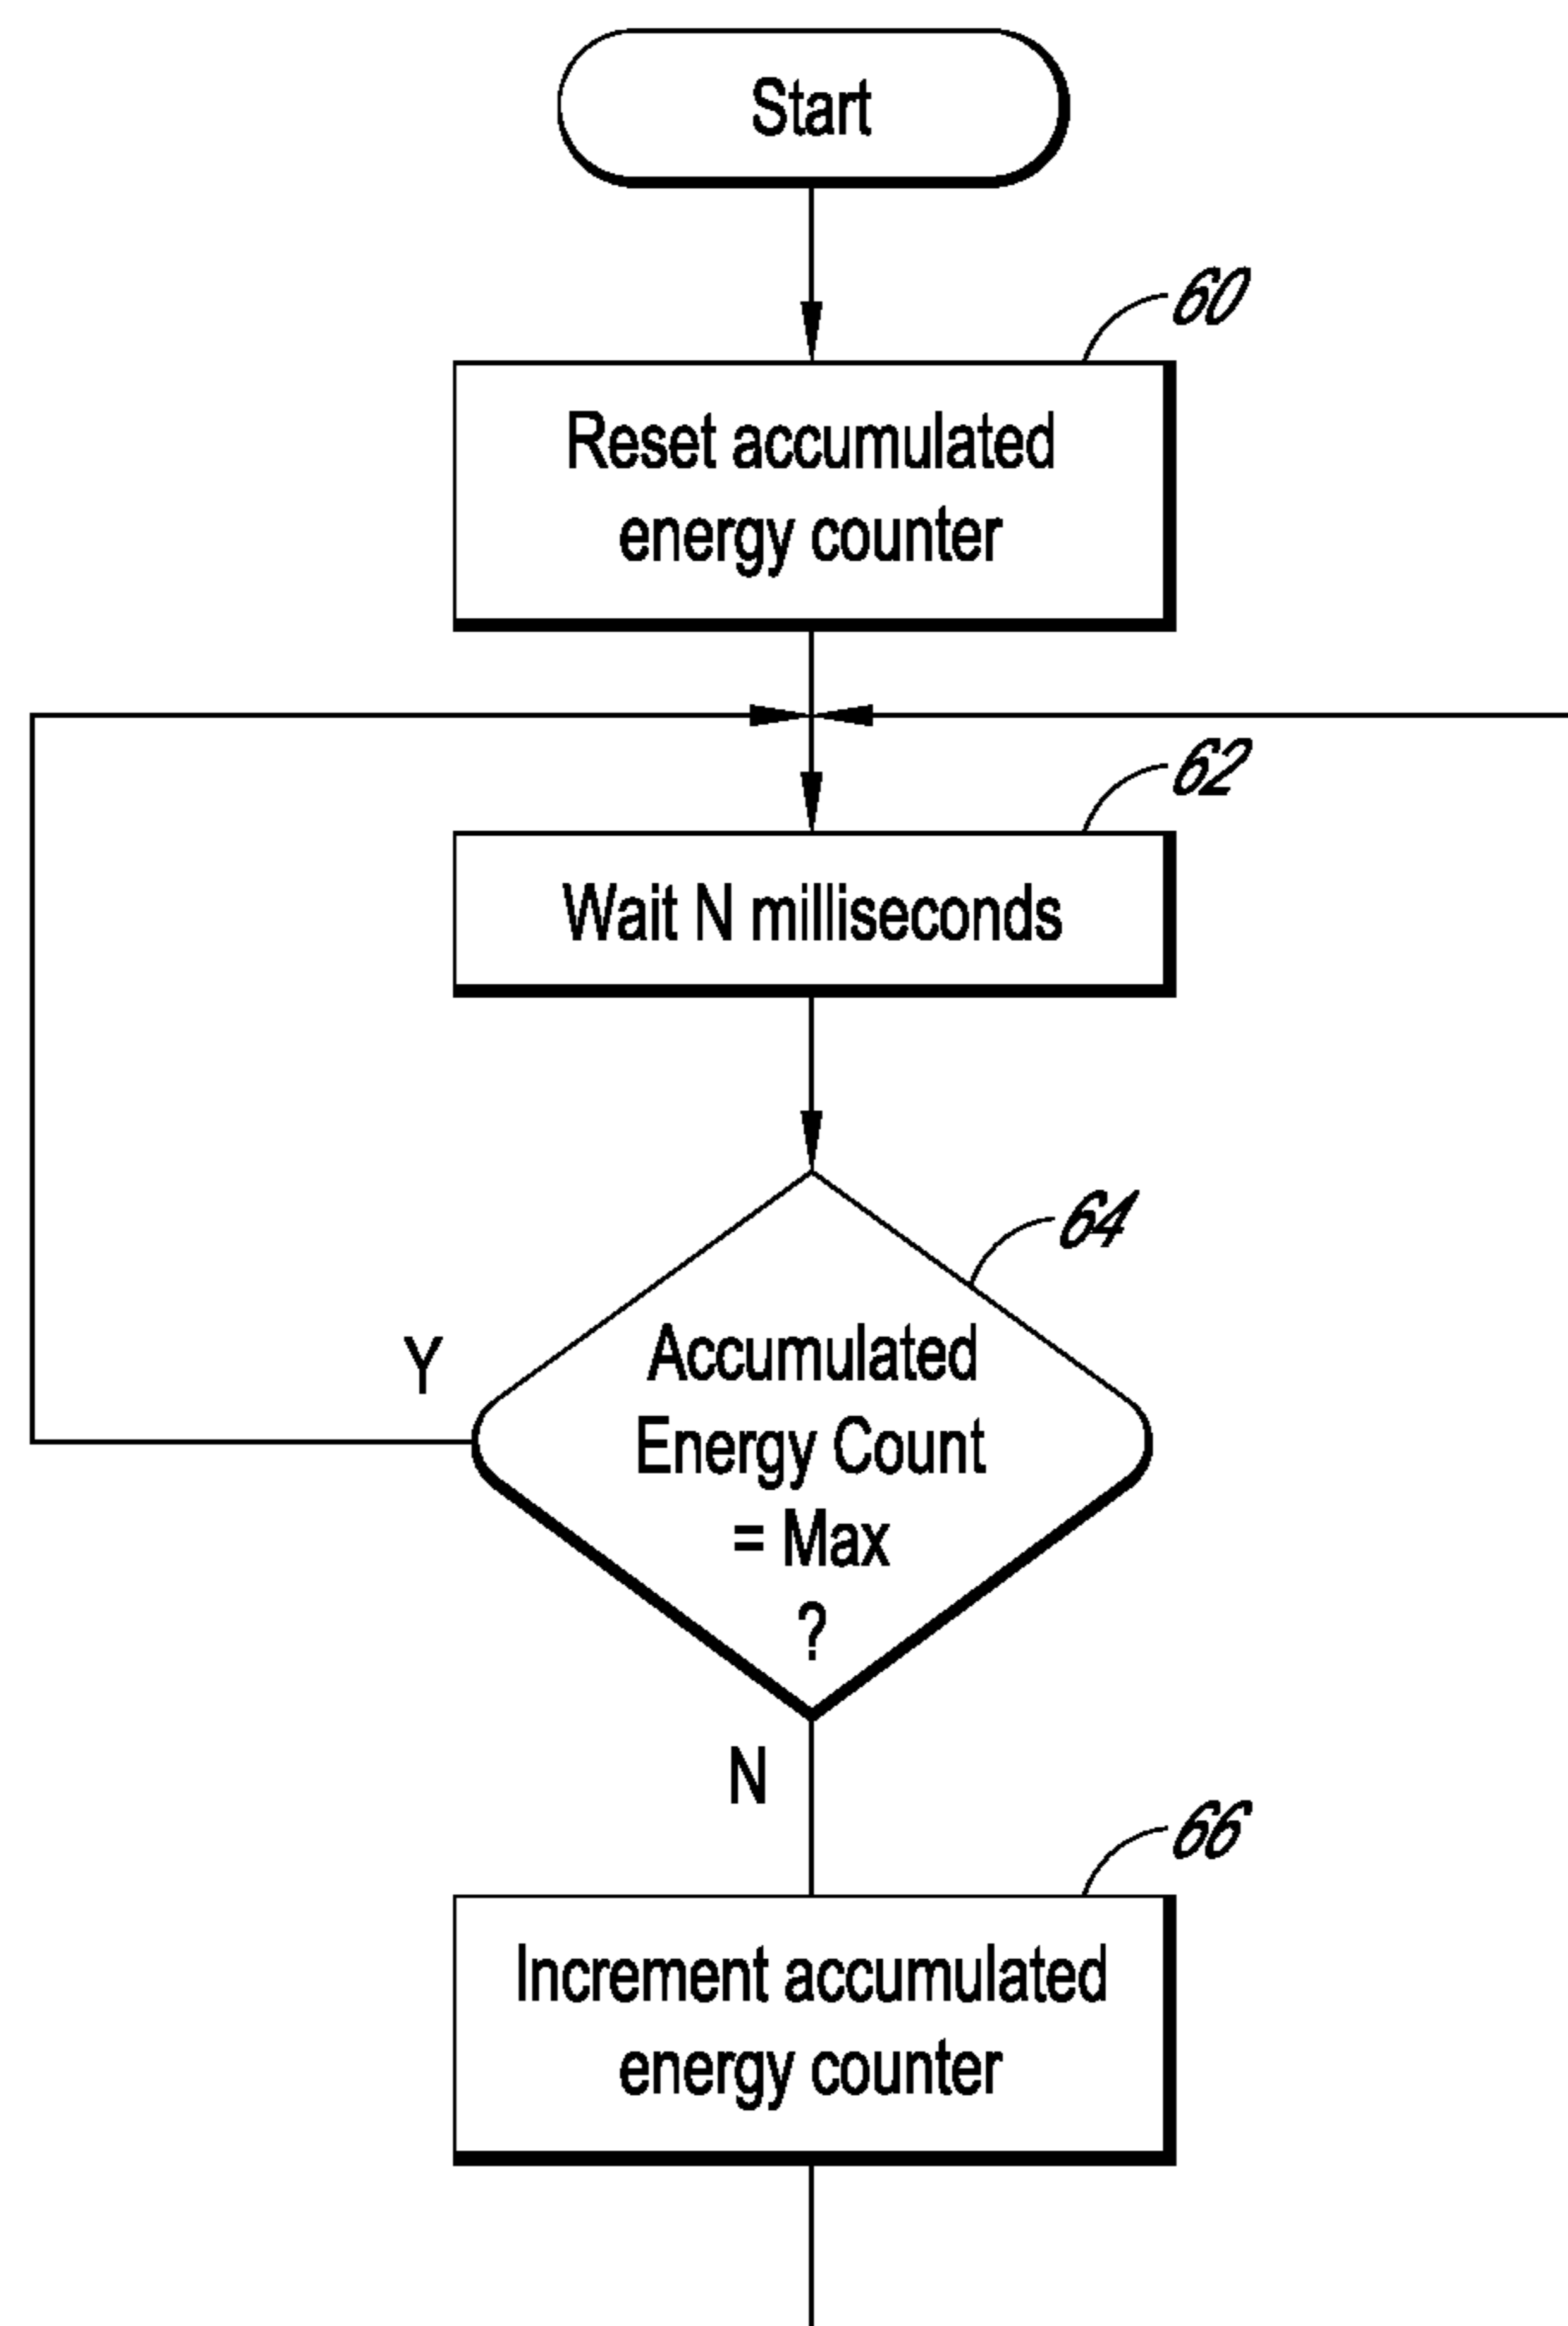 Start
60
Reset accumulated
energy counter
62
Wait N milliseconds
64
Y
Accumulated
Energy Count
= Max
?
N
66
Increment accumulated
energy counter